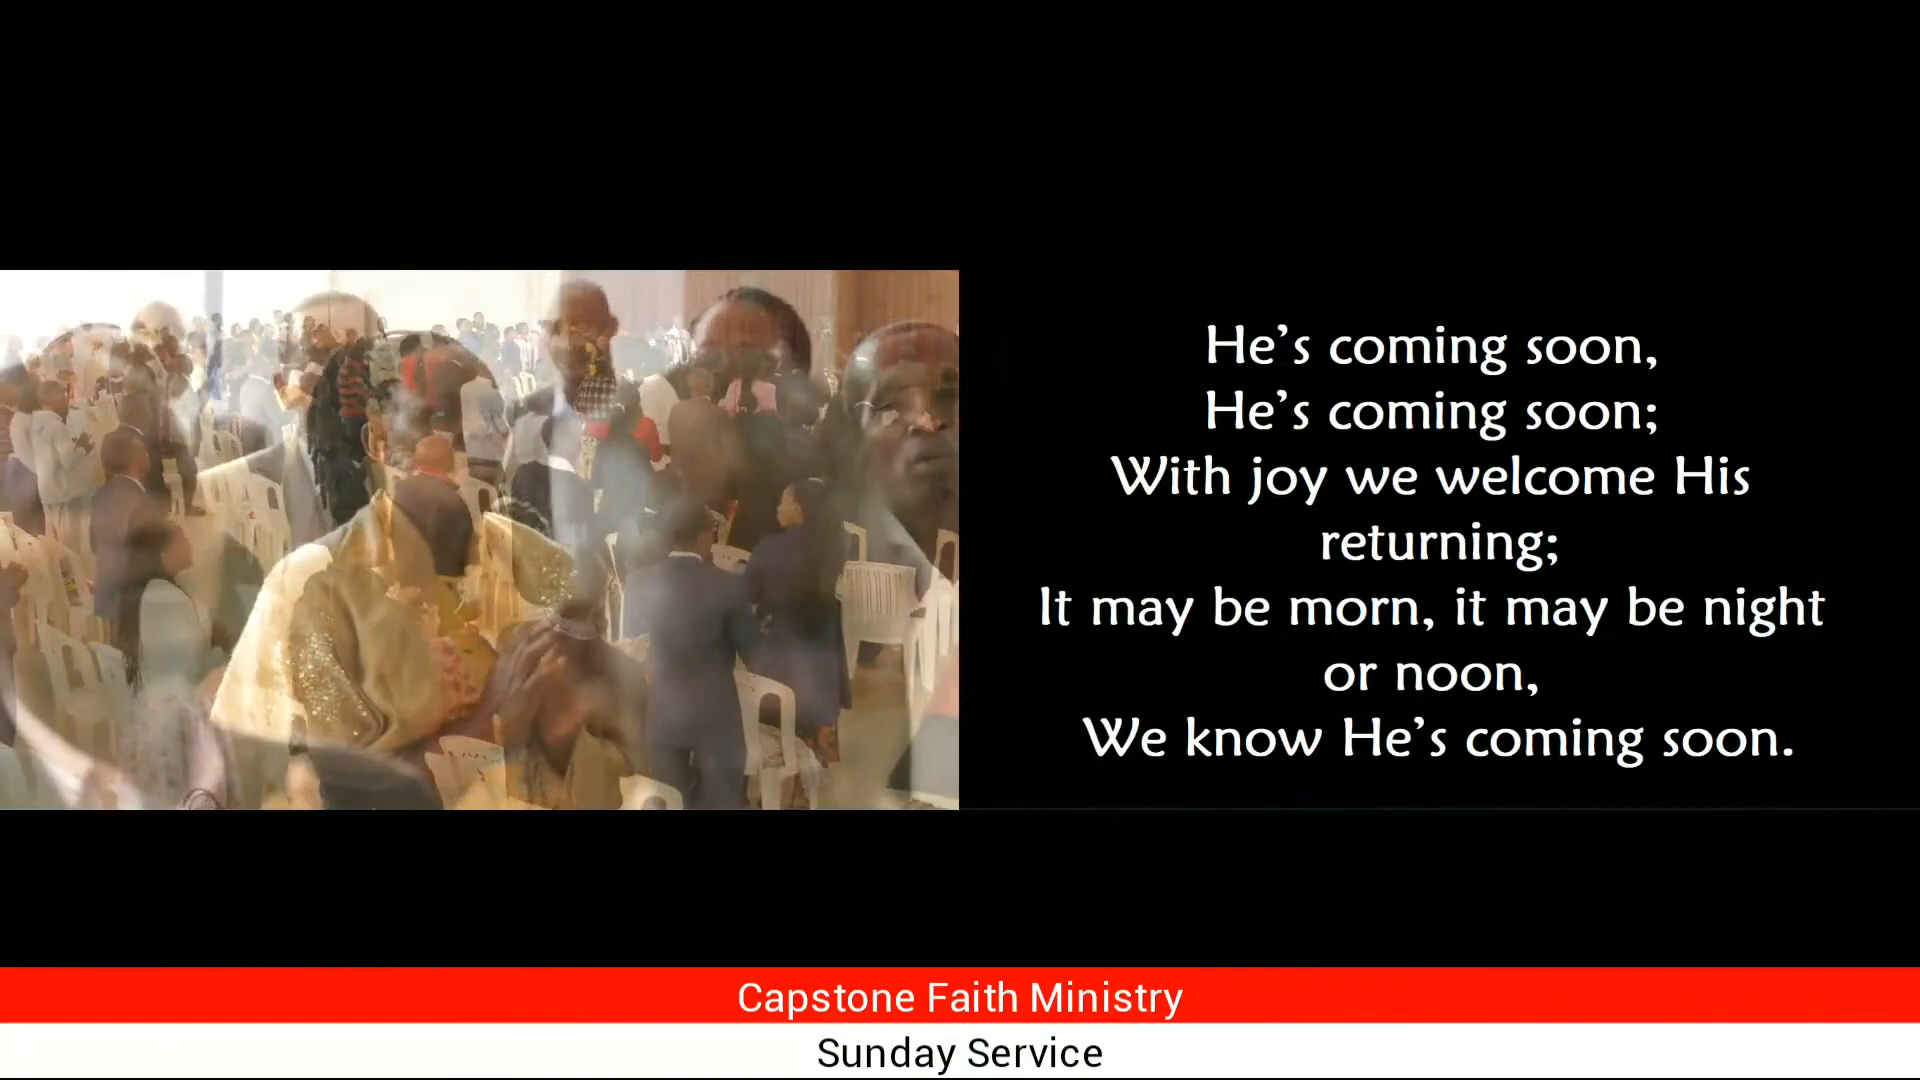 He’s coming soon,
He’s coming soon;
With joy we welcome His
returning;
It may be morn, it may be night
or noon,
We know He’s coming soon.
Capstone Faith Ministry
Sunday Service